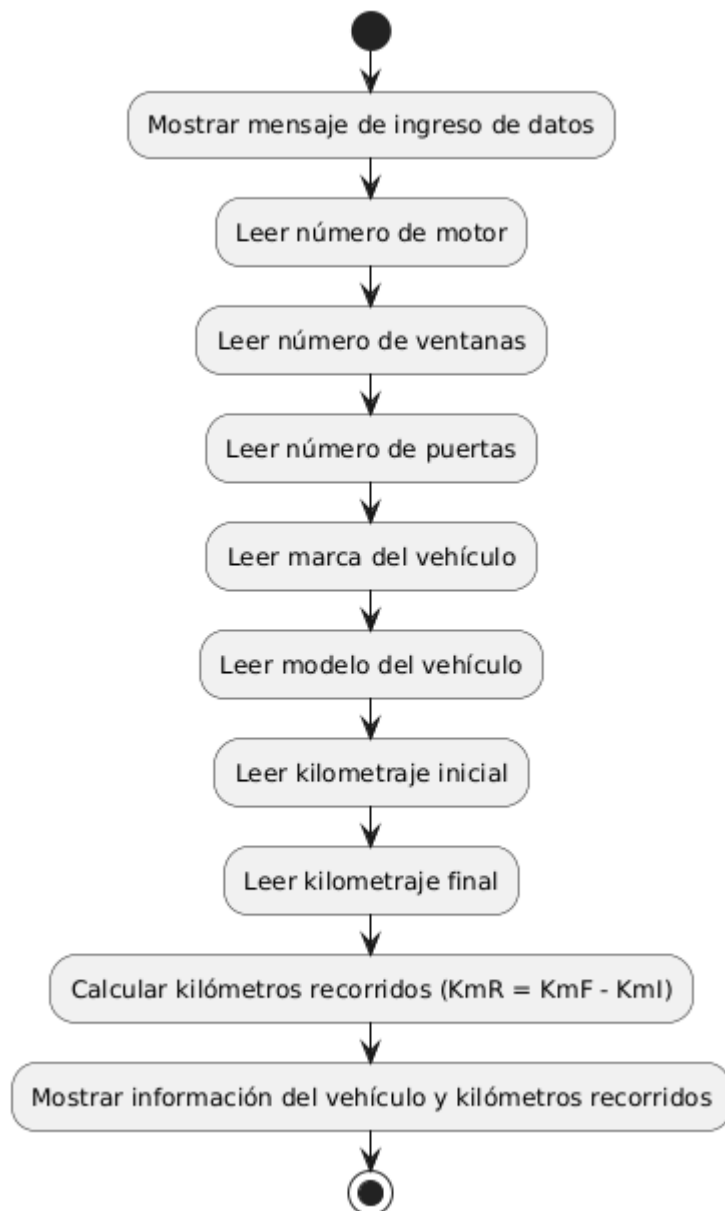 Mostrar mensaje de ingreso de datos
Leer número de motor
Leer número de ventanas
Leer número de puertas
Leer marca del vehículo
Leer modelo del vehículo
Leer kilometraje inicial
Leer kilometraje final
Calcular kilómetros recorridos (KmR = KmF - KmI)
Mostrar información del vehículo y kilómetros recorridos